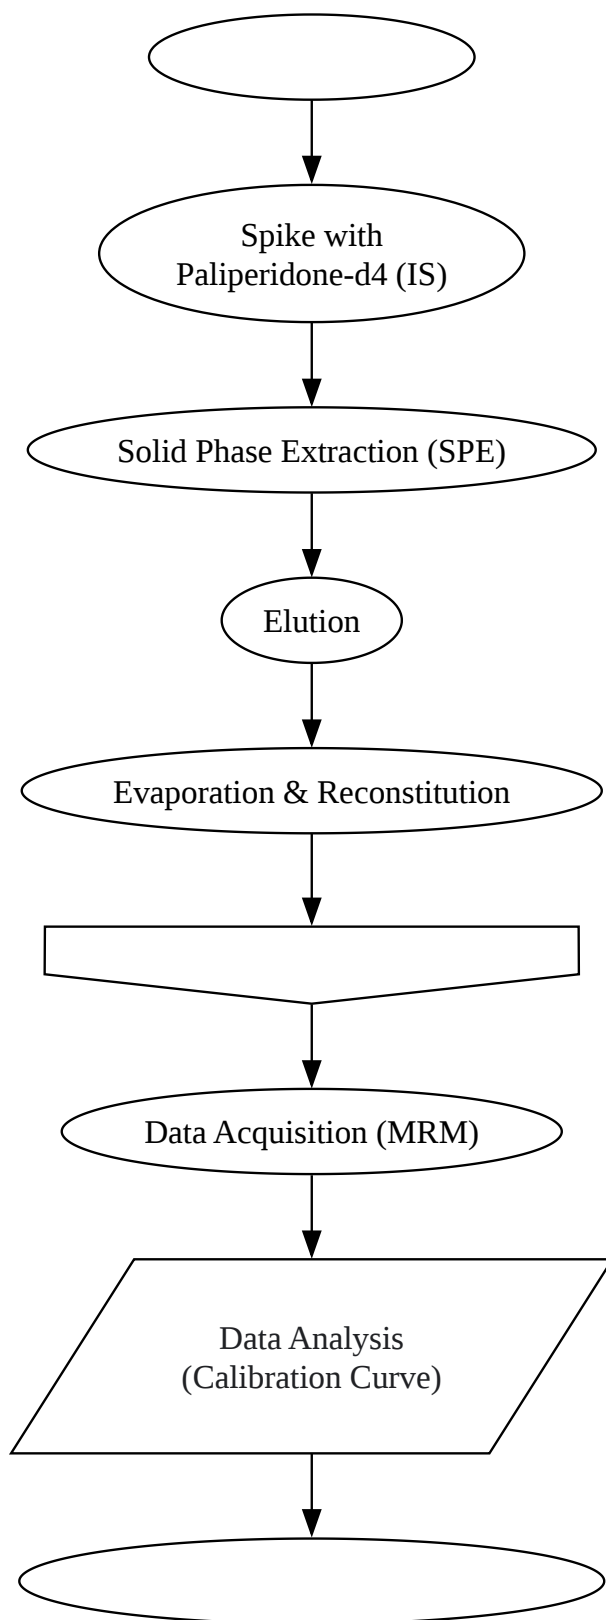 Spike with
Paliperidone-d4 (IS)
Solid Phase Extraction (SPE)
Elution
Evaporation & Reconstitution
Data Acquisition (MRM)
Data Analysis
(Calibration Curve)